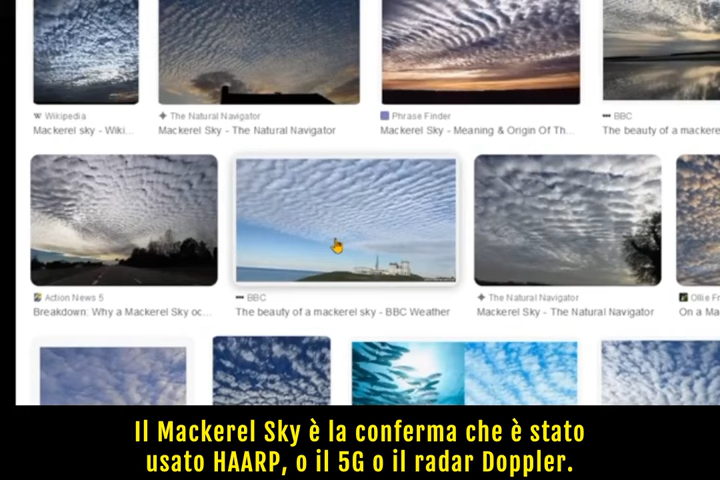 Wikipedia
The Natural Navigator
Phrase Finder
BBC
Mackerel sky - Wiki...
Mackerel Sky - The Natural Navigator
Mackerel Sky - Meaning & Origin Of Th...
The beauty of a mackere
Action News 5
BBC
The Natural Navigator
Ollie Fr
Breakdown: Why a Mackerel Sky oc...
The beauty of a mackerel sky - BBC Weather
Mackerel Sky - The Natural Navigator
On a Ma
Il Mackerel Sky è la conferma che è stato
usato HAARP, o il 5G o il radar Doppler.